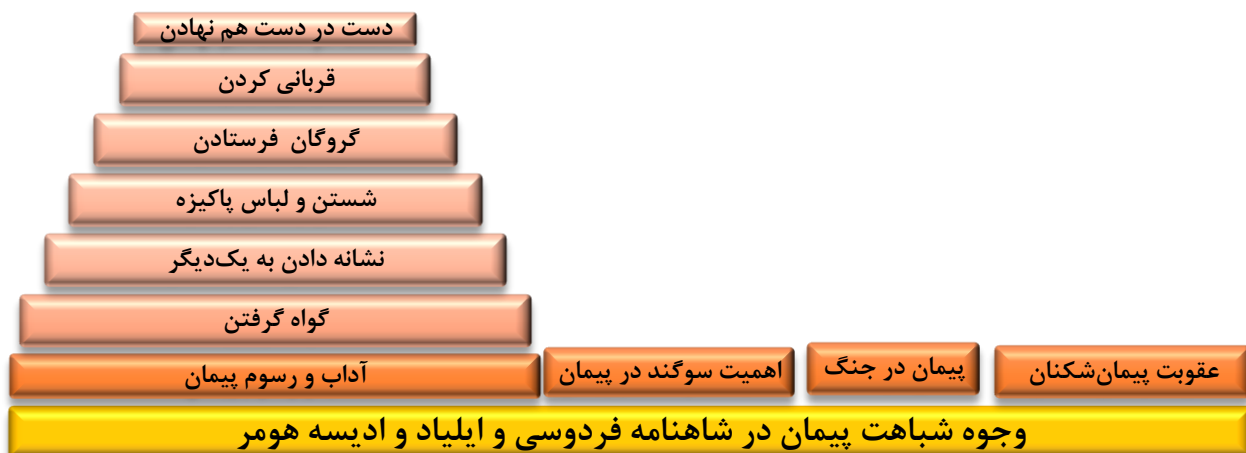 دست در دست هم نهادن
قربانی کردن
گروگان فرستادن
شستن و لباس پاکیزه
نشانه دادن به یک‌دیگر
گواه گرفتن
عقوبت پیمان‌شکنان
پیمان در جنگ
اهمیت سوگند در پیمان
آداب و رسوم پیمان
وجوه شباهت پیمان در شاهنامه فردوسی و ایلیاد و ادیسه هومر